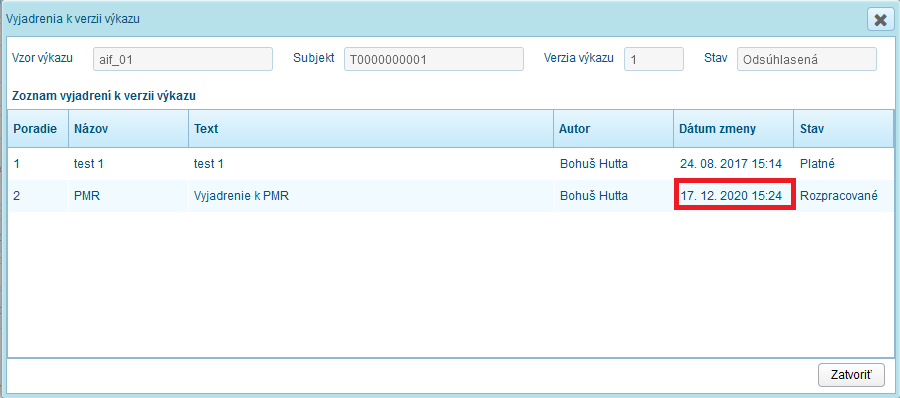 Vyjadrenia k verzii výkazu
Vzor výkazu aif_01 Subjekt T0000000001 Verzia výkazu 1 Stav Odsúhlasená
Zoznam vyjadrení k verzii výkazu
Poradie Názov Text Autor Dátum zmeny Stav
1 test 1 test 1 Bohuš Hutta 24. 08. 2017 15:14 Platné
2 PMR Vyjadrenie k PMR Bohuš Hutta 17. 12. 2020 15:24 Rozpracované
Zatvoriť